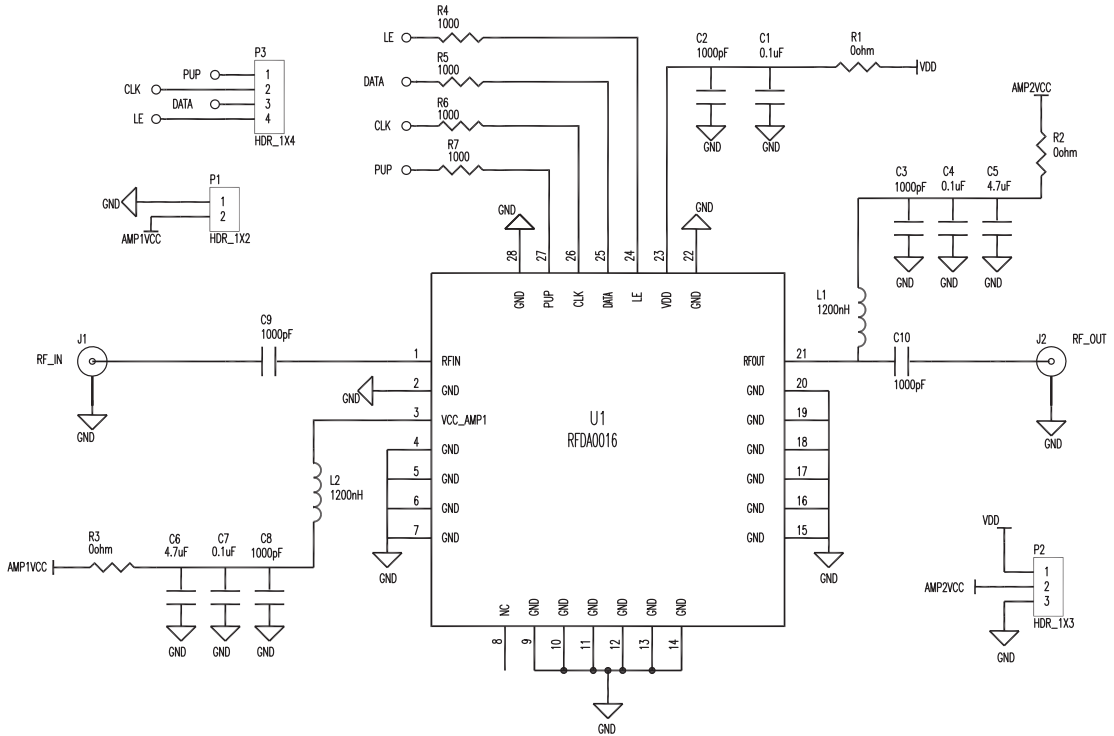 R4
1000
LE
R5
1000
DATA
R6
1000
CLK
R7
1000
PUP
P3
PUP 1
CLK 2
DATA 3
LE 4
HDR_1X4
P1
GND 1
2
AMP1VCC
HDR_1X2
C2
1000pF
C1
0.1uF
R1
0ohm
VDD
GND
GND
AMP2VCC
R2
0ohm
C3
1000pF
C4
0.1uF
C5
4.7uF
GND
GND
GND
L1
1200nH
GND
GND
28
27
26
25
24
23
22
GND
PUP
CLK
DATA
LE
VDD
GND
J1
RF_IN
GND
C9
1000pF
1 RFIN
2 GND
GND
3 VCC_AMP1
4 GND
5 GND
6 GND
7 GND
GND
U1
RFDA0016
RFOUT 21
GND 20
GND 19
GND 18
GND 17
GND 16
GND 15
GND
C10
1000pF
J2
RF_OUT
GND
L2
1200nH
AMP1VCC
R3
0ohm
C6
4.7uF
C7
0.1uF
C8
1000pF
GND
GND
GND
NC
GND
GND
GND
GND
GND
GND
8
9
10
11
12
13
14
GND
VDD
P2
1
AMP2VCC 2
3
HDR_1X3
GND